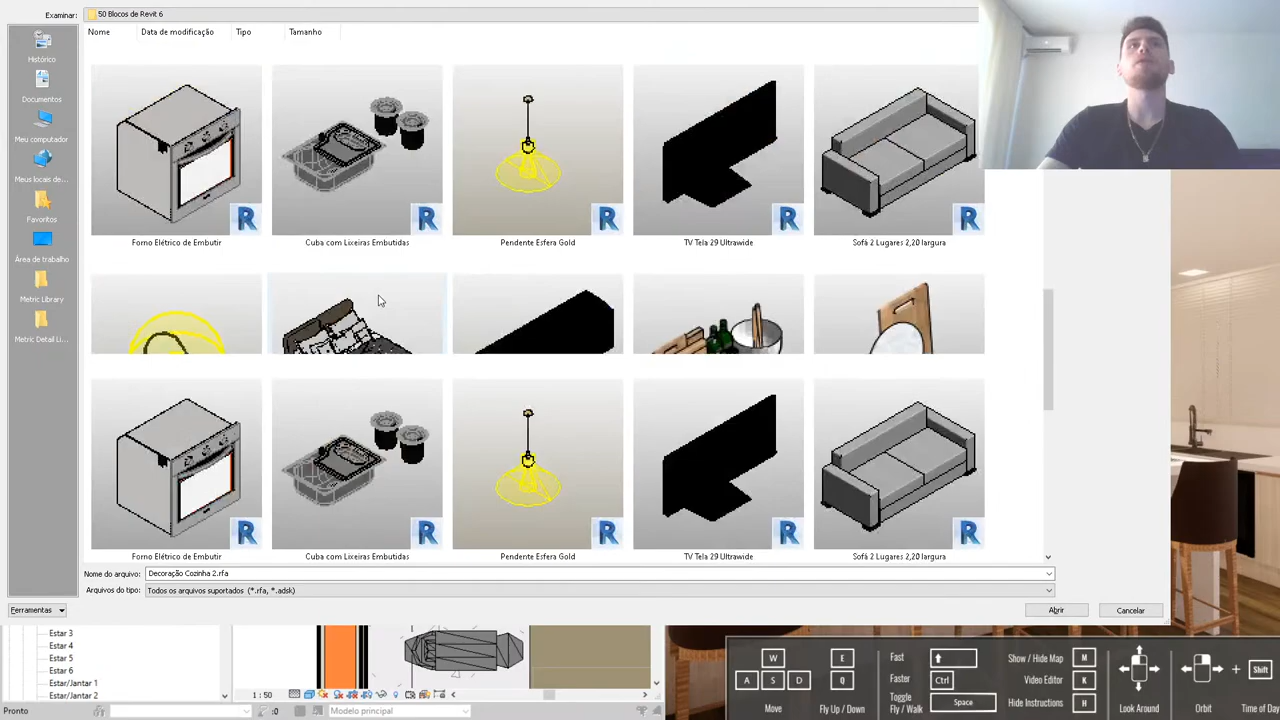 Examinar:
50 Blocos de Revit 6
Nome
Data de modificação
Tipo
Tamanho
Histórico
Documentos
Meu computador
Meus locais de...
Favoritos
Área de trabalho
Metric Library
Metric Detail Li...
Forno Elétrico de Embutir
Cuba com Lixeiras Embutidas
Pendente Esfera Gold
TV Tela 29 Ultrawide
Sofá 2 Lugares 2,20 largura
R R R R R
Forno Elétrico de Embutir
Cuba com Lixeiras Embutidas
Pendente Esfera Gold
TV Tela 29 Ultrawide
Sofá 2 Lugares 2,20 largura
R R R R R
Nome do arquivo:
Decoração Cozinha 2.rfa
Arquivos do tipo:
Todos os arquivos suportados (*.rfa, *.adsk)
Ferramentas
Abrir
Cancelar
Estar 3
Estar 4
Estar 5
Estar 6
Estar/Jantar 1
Estar/Jantar 2
1 : 50
Pronto
:0
Modelo principal
W
A S D
Move
E
Q
Fly Up / Down
Fast
Faster
Ctrl
Toggle
Fly / Walk
Space
Show / Hide Map
M
Video Editor
K
Hide Instructions
H
Look Around
Orbit
+
Shift
Time of Day